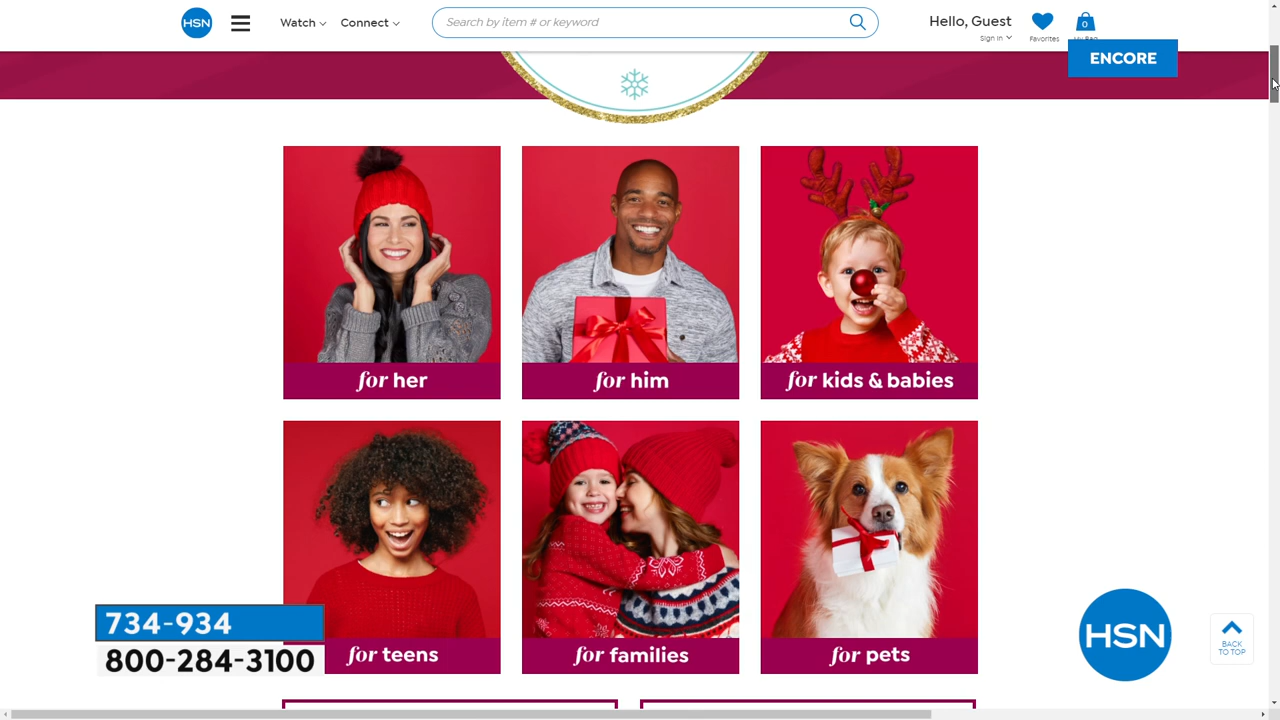 HSN
Watch
Connect
Search by item # or keyword
Hello, Guest
Sign In
Favorites
0
ENCORE
for her
for him
for kids & babies
for teens
for families
for pets
734-934
800-284-3100
HSN
BACK
TO TOP